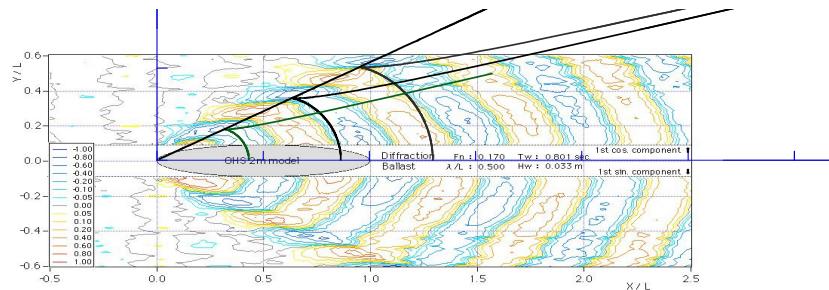 0.6
0.4
0.2
0.0
-0.4
-0.6
Y/L
-1.00
-0.80
-0.60
-0.40
-0.20
-0.10
-0.05
0.00
0.05
0.10
0.20
0.40
0.60
0.80
1.00
GHS 2m model
Diffraction Fn : 0.170 Tw : 0.801 sec
Ballast λ/L : 0.500 Hw : 0.033 m
1st cos. component
1st sin. component
-0.5 0.0 0.5 1.0 1.5 2.0 2.5
X/L